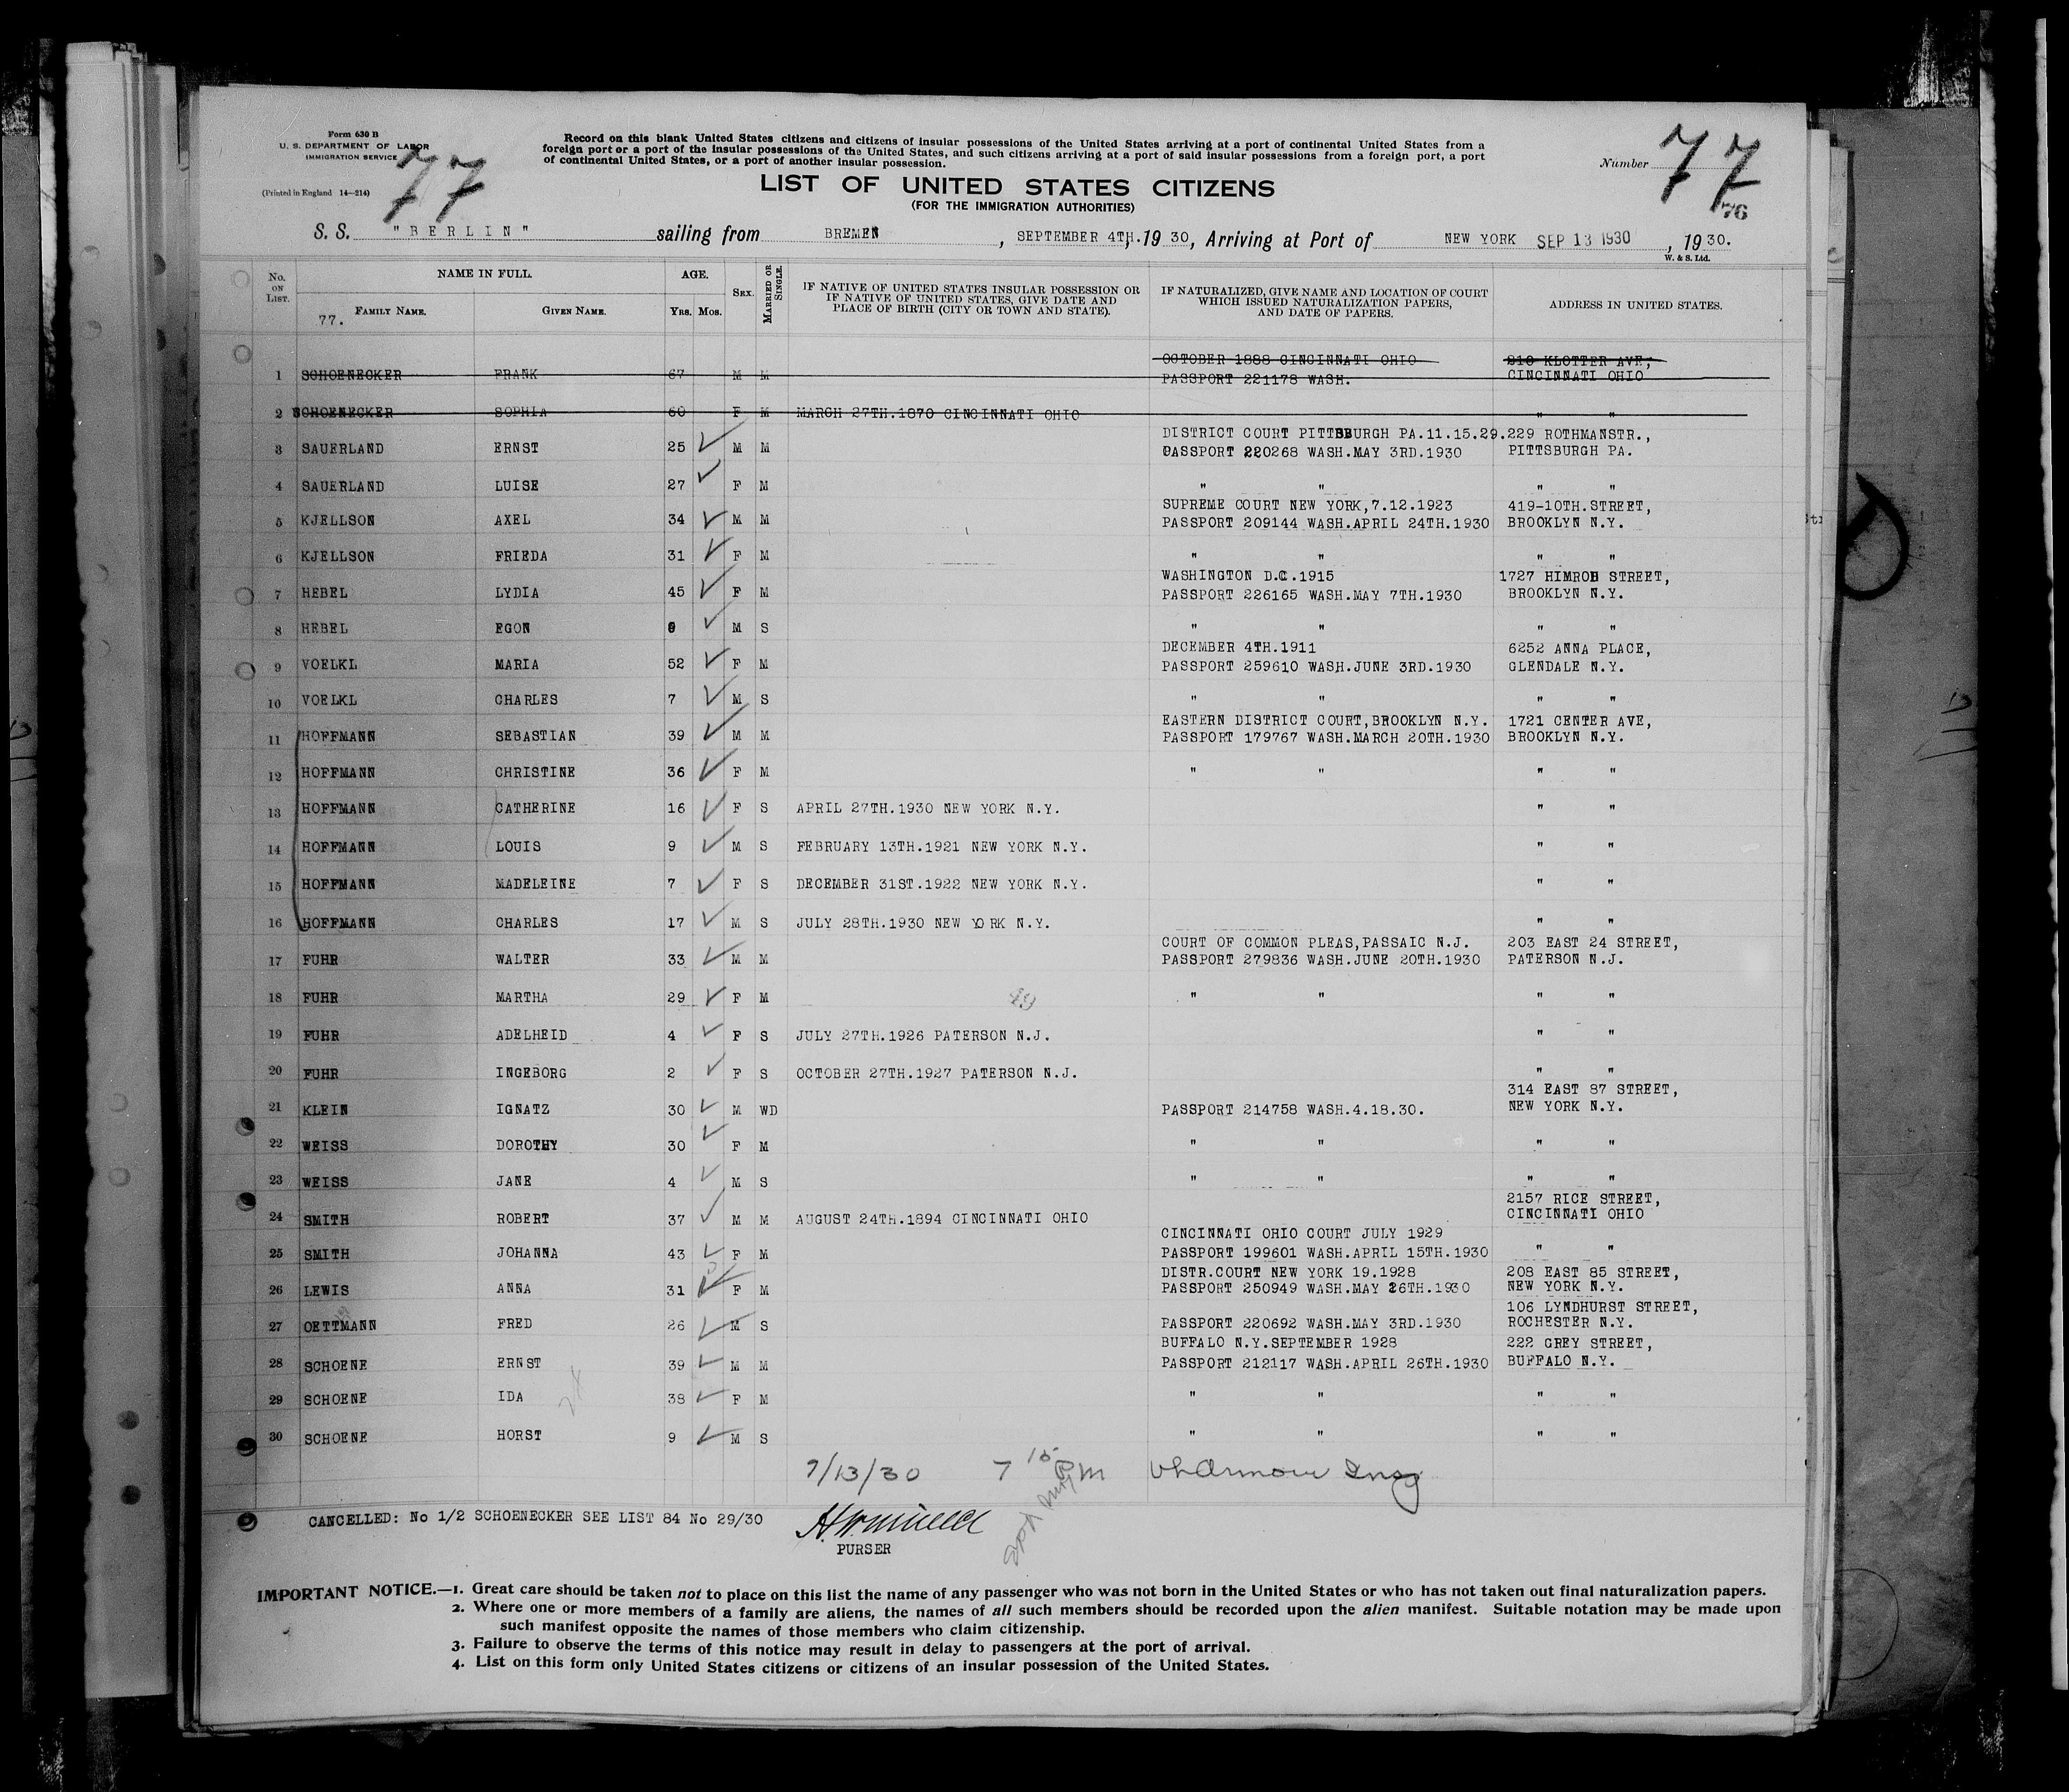 Form 630 B
U. S. DEPARTMENT OF LABOR
IMMIGRATION SERVICE
(Printed in England 14—214)
77
Record on this blank United States citizens and citizens of insular possessions of the United States arriving at a port of continental United States from a
foreign port or a port of the insular possessions of the United States, and such citizens arriving at a port of said insular possessions from a foreign port, a port
of continental United States, or a port of another insular possession.
Number 77
76
LIST OF UNITED STATES CITIZENS
(FOR THE IMMIGRATION AUTHORITIES)
S. S. "BERLIN" sailing from BREMEN, SEPTEMBER 4TH. 19 30, Arriving at Port of NEW YORK SEP 13 1930, 19 30.
W. & S. Ltd.
No. ON LIST. NAME IN FULL. AGE. SEX. MARRIED OR SINGLE. IF NATIVE OF UNITED STATES INSULAR POSSESSION OR IF NATIVE OF UNITED STATES, GIVE DATE AND PLACE OF BIRTH (CITY OR TOWN AND STATE). IF NATURALIZED, GIVE NAME AND LOCATION OF COURT WHICH ISSUED NATURALIZATION PAPERS, AND DATE OF PAPERS. ADDRESS IN UNITED STATES.
77. FAMILY NAME. GIVEN NAME. YRS. MOS.
OCTOBER 1888 CINCINNATI OHIO 210 KLOTTER AVE,
1 SCHOENECKER FRANK 67 M M PASSPORT 221178 WASH. CINCINNATI OHIO
2 SCHOENECKER SOPHIA 60 F M MARCH 27TH.1870 CINCINNATI OHIO " "
DISTRICT COURT PITTSBURGH PA.11.15.29. 229 ROTHMANSTR.,
3 SAUERLAND ERNST 25 M M PASSPORT 220268 WASH.MAY 3RD.1930 PITTSBURGH PA.
4 SAUERLAND LUISE 27 F M " " " "
SUPREME COURT NEW YORK,7.12.1923 419-10TH.STREET,
5 KJELLSON AXEL 34 M M PASSPORT 209144 WASH.APRIL 24TH.1930 BROOKLYN N.Y.
6 KJELLSON FRIEDA 31 F M " " " "
WASHINGTON D.C.1915 1727 HIMROD STREET,
7 HEBEL LYDIA 45 F M PASSPORT 226165 WASH.MAY 7TH.1930 BROOKLYN N.Y.
8 HEBEL EGON M S " " " "
DECEMBER 4TH.1911 6252 ANNA PLACE,
9 VOELKL MARIA 52 F M PASSPORT 259610 WASH.JUNE 3RD.1930 GLENDALE N.Y.
10 VOELKL CHARLES 7 M S " " " "
EASTERN DISTRICT COURT,BROOKLYN N.Y. 1721 CENTER AVE,
11 HOFFMANN SEBASTIAN 39 M M PASSPORT 179767 WASH.MARCH 20TH.1930 BROOKLYN N.Y.
12 HOFFMANN CHRISTINE 36 F M " " " "
13 HOFFMANN CATHERINE 16 F S APRIL 27TH.1930 NEW YORK N.Y. " "
14 HOFFMANN LOUIS 9 M S FEBRUARY 13TH.1921 NEW YORK N.Y. " "
15 HOFFMANN MADELEINE 7 F S DECEMBER 31ST.1922 NEW YORK N.Y. " "
16 HOFFMANN CHARLES 17 M S JULY 28TH.1930 NEW YORK N.Y. " "
COURT OF COMMON PLEAS,PASSAIC N.J. 203 EAST 24 STREET,
17 FUHR WALTER 33 M M PASSPORT 279836 WASH.JUNE 20TH.1930 PATERSON N.J.
18 FUHR MARTHA 29 F M " " " "
19 FUHR ADELHEID 4 F S JULY 27TH.1926 PATERSON N.J. " "
20 FUHR INGEBORG 2 F S OCTOBER 27TH.1927 PATERSON N.J. " "
314 EAST 87 STREET,
21 KLEIN IGNATZ 30 M WD PASSPORT 214758 WASH.4.18.30. NEW YORK N.Y.
22 WEISS DOROTHY 30 F M " " " "
23 WEISS JANE 4 M S " " " "
2157 RICE STREET,
24 SMITH ROBERT 37 M M AUGUST 24TH.1894 CINCINNATI OHIO CINCINNATI OHIO
CINCINNATI OHIO COURT JULY 1929
25 SMITH JOHANNA 43 F M PASSPORT 199601 WASH.APRIL 15TH.1930 " "
DISTR.COURT NEW YORK 19.1928 208 EAST 85 STREET,
26 LEWIS ANNA 31 F M PASSPORT 250949 WASH.MAY 26TH.1930 NEW YORK N.Y.
106 LYNDHURST STREET,
27 OETTMANN FRED 26 M S PASSPORT 220692 WASH.MAY 3RD.1930 ROCHESTER N.Y.
BUFFALO N.Y.SEPTEMBER 1928 222 GREY STREET,
28 SCHOENE ERNST 39 M M PASSPORT 212117 WASH.APRIL 26TH.1930 BUFFALO N.Y.
29 SCHOENE IDA 38 F M " " " "
30 SCHOENE HORST 9 M S " " " "
9/13/30 7 15 PM
CANCELLED: No 1/2 SCHOENECKER SEE LIST 84 No 29/30
PURSER
IMPORTANT NOTICE.—1. Great care should be taken not to place on this list the name of any passenger who was not born in the United States or who has not taken out final naturalization papers.
2. Where one or more members of a family are aliens, the names of all such members should be recorded upon the alien manifest. Suitable notation may be made upon
such manifest opposite the names of those members who claim citizenship.
3. Failure to observe the terms of this notice may result in delay to passengers at the port of arrival.
4. List on this form only United States citizens or citizens of an insular possession of the United States.